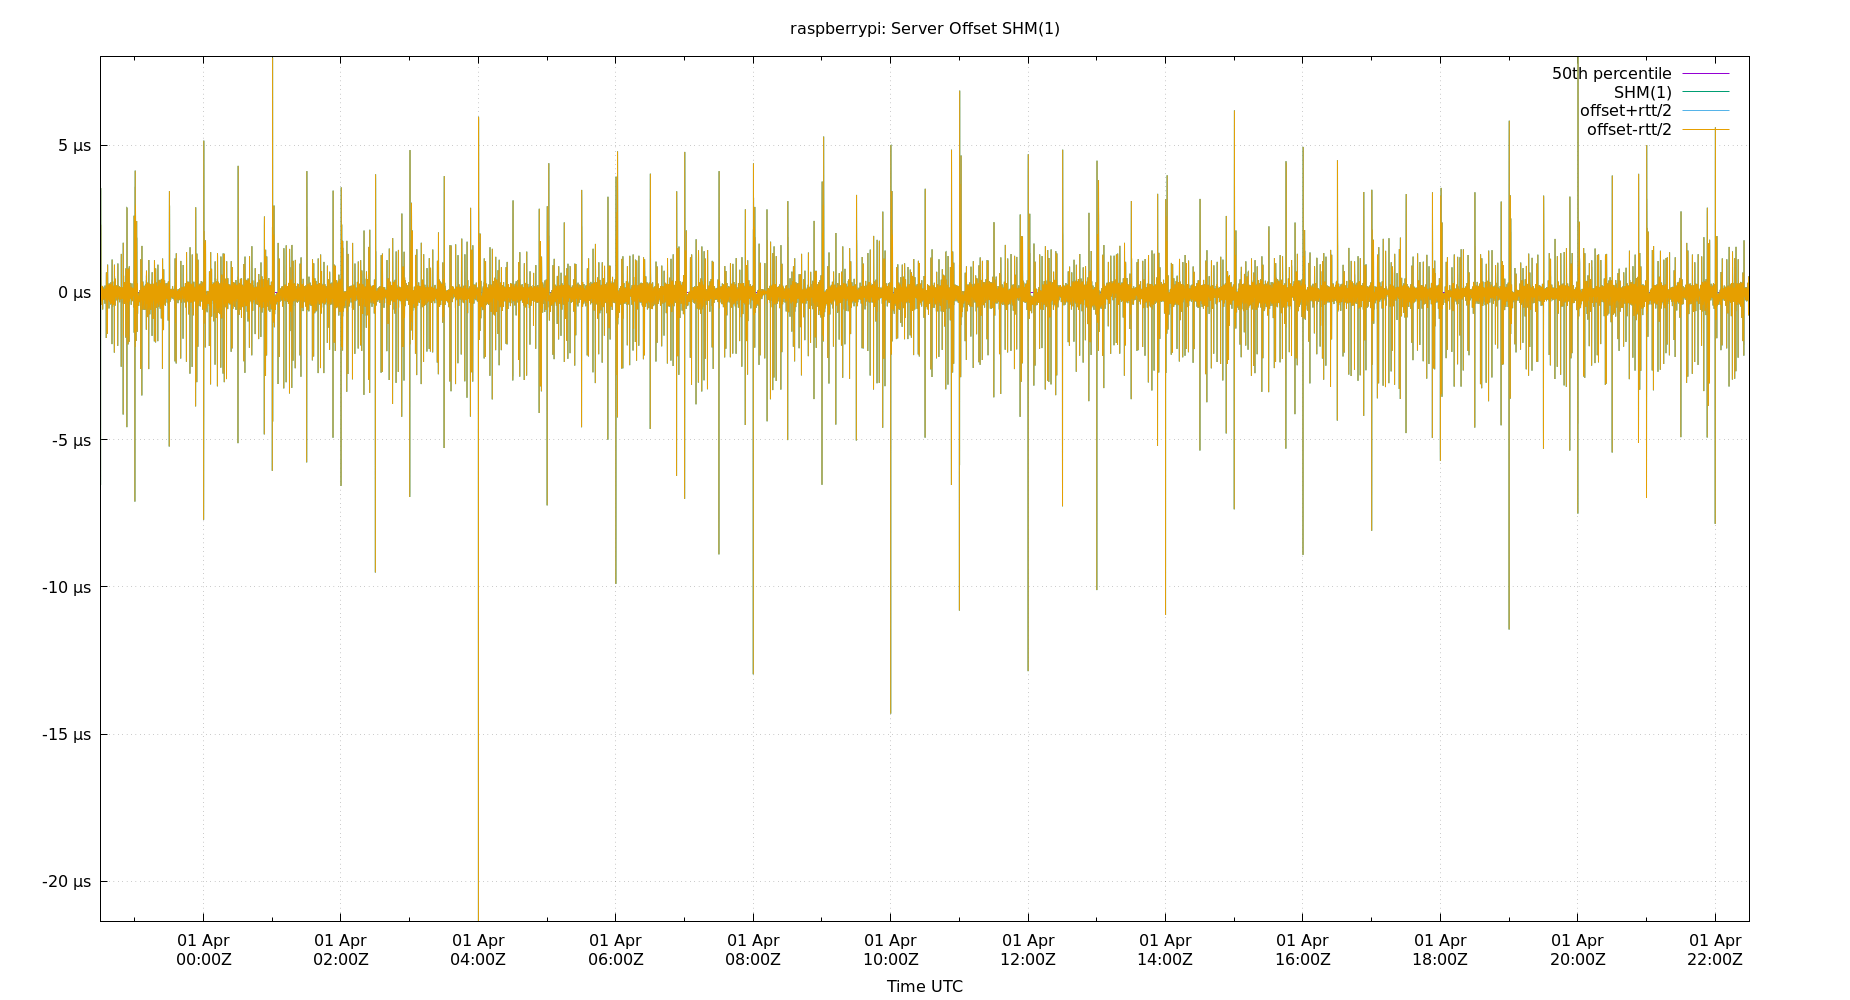 raspberrypi: Server Offset SHM(1)
50th percentile
SHM(1)
offset+rtt/2
offset-rtt/2
5 µs
0 µs
-5 µs
-10 µs
-15 µs
-20 µs
01 Apr 01 Apr 01 Apr 01 Apr 01 Apr 01 Apr 01 Apr 01 Apr 01 Apr 01 Apr 01 Apr 01 Apr
00:00Z 02:00Z 04:00Z 06:00Z 08:00Z 10:00Z 12:00Z 14:00Z 16:00Z 18:00Z 20:00Z 22:00Z
Time UTC